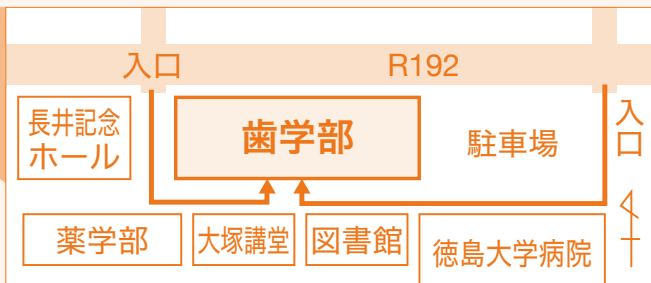 入口
R192
長井記念
ホール
歯学部
駐車場
入
口
薬学部
大塚講堂
図書館
徳島大学病院